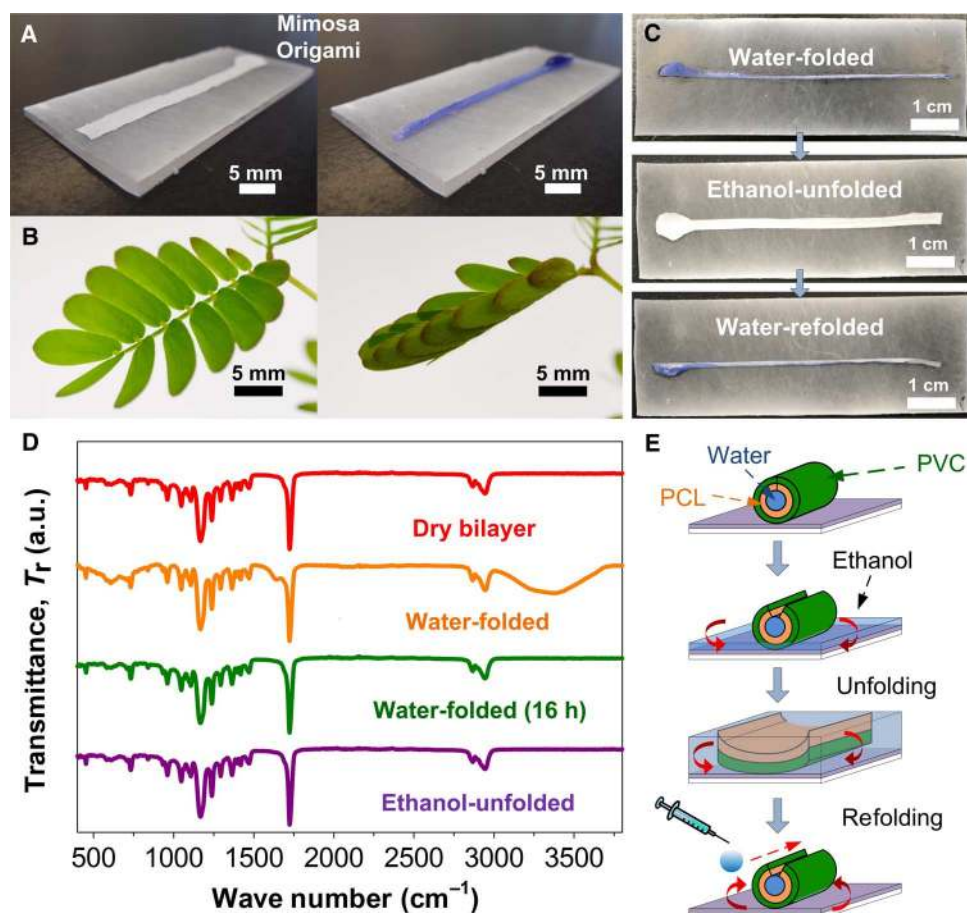 A
Mimosa
Origami
5 mm
5 mm
B
5 mm
5 mm
C
Water-folded
1 cm
Ethanol-unfolded
1 cm
Water-refolded
1 cm
D
Dry bilayer
Water-folded
Water-folded (16 h)
Ethanol-unfolded
Transmittance, Tr (a.u.)
500 1000 1500 2000 2500 3000 3500
Wave number (cm⁻¹)
E
Water
PVC
PCL
Ethanol
Unfolding
Refolding